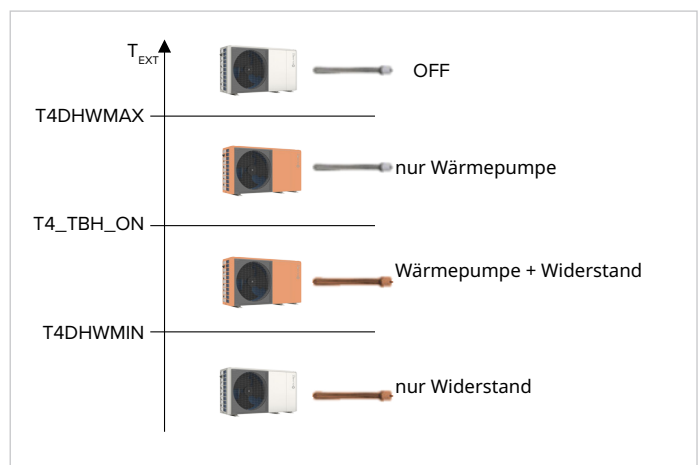 T_EXT
OFF
T4DHWMAX
nur Wärmepumpe
T4_TBH_ON
Wärmepumpe + Widerstand
T4DHWMIN
nur Widerstand